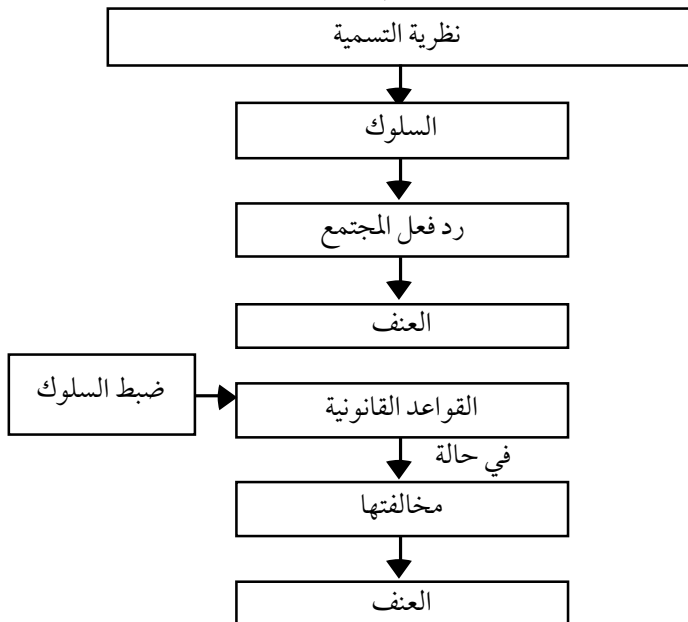 نظرية التسمية
السلوك
رد فعل المجتمع
العنف
ضبط السلوك
القواعد القانونية
في حالة
مخالفتها
العنف